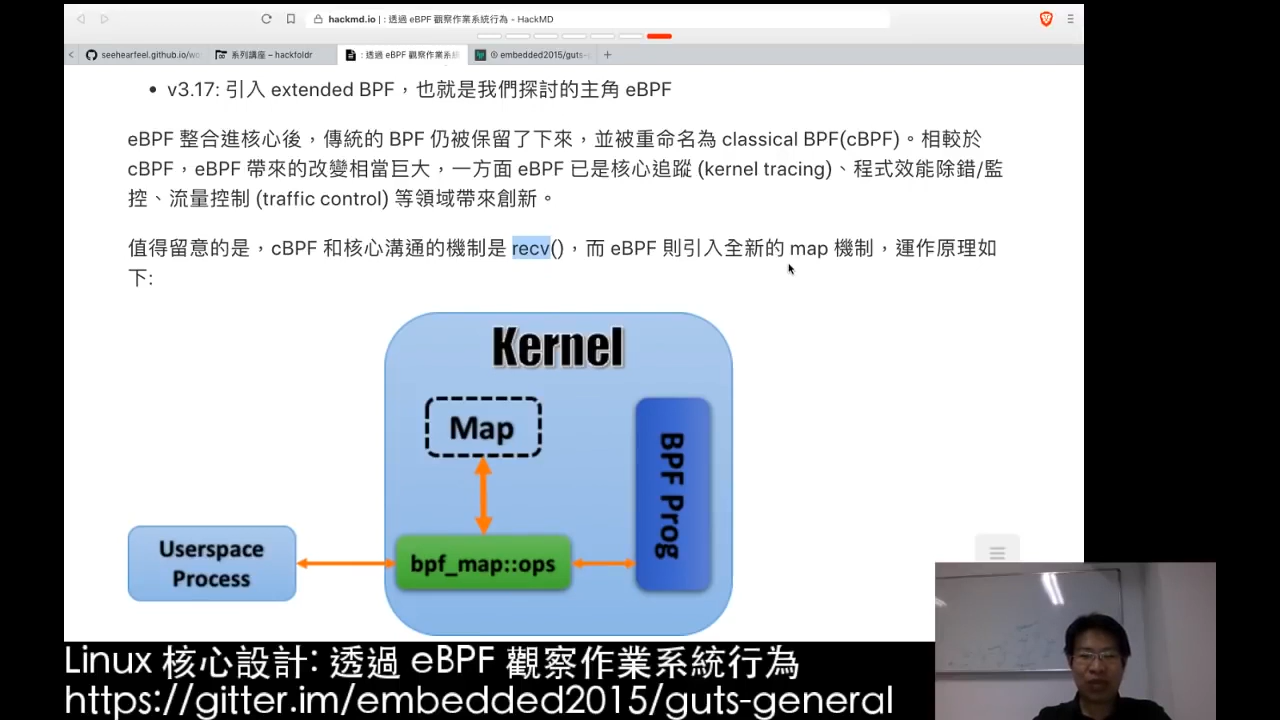 hackmd.io | : 透過 eBPF 觀察作業系統行為 - HackMD
seehearfeel.github.io/wo
系列講座 – hackfoldr
: 透過 eBPF 觀察作業系統
embedded2015/guts-g
• v3.17: 引入 extended BPF，也就是我們探討的主角 eBPF
eBPF 整合進核心後，傳統的 BPF 仍被保留了下來，並被重命名為 classical BPF(cBPF)。相較於
cBPF，eBPF 帶來的改變相當巨大，一方面 eBPF 已是核心追蹤 (kernel tracing)、程式效能除錯/監
控、流量控制 (traffic control) 等領域帶來創新。
值得留意的是，cBPF 和核心溝通的機制是 recv()，而 eBPF 則引入全新的 map 機制，運作原理如
下:
Kernel
Map
BPF Prog
Userspace
Process
bpf_map::ops
Linux 核心設計: 透過 eBPF 觀察作業系統行為
https://gitter.im/embedded2015/guts-general